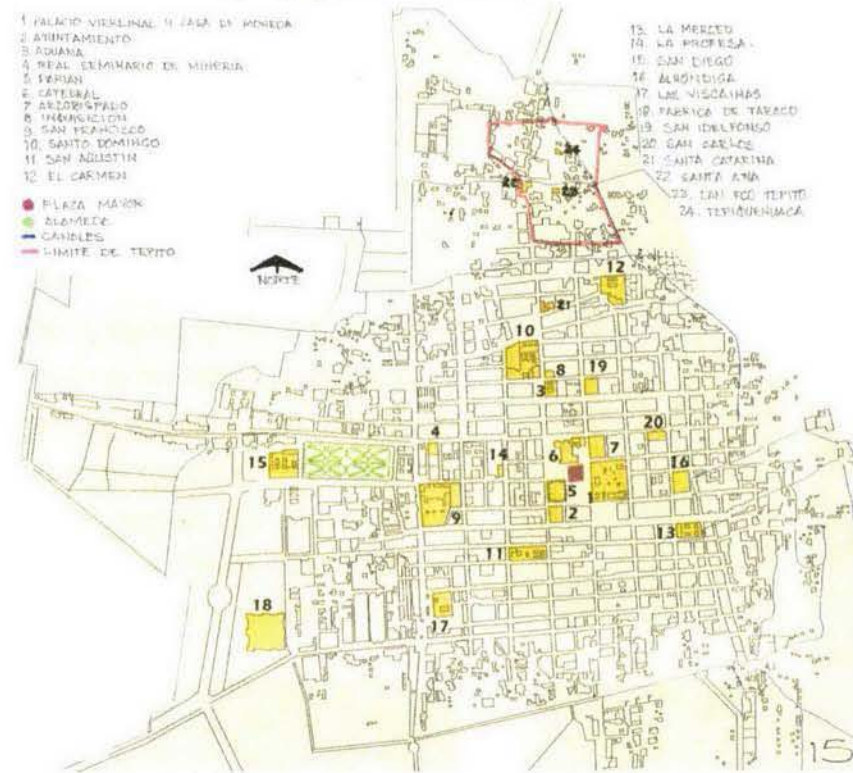 1 PALACIO VIRREINAL Y CASA DE MONEDA
2 AYUNTAMIENTO
3 ADUANA
4 REAL SEMINARIO DE MINERIA
5 PARIAN
6 CATEDRAL
7 ARZOBISPADO
8 INQUISICION
9 SAN FRANCISCO
10. SANTO DOMINGO
11 SAN AGUSTIN
12 EL CARMEN
PLAZA MAYOR
ALAMEDA
CANALES
LIMITE DE TEPITO
NORTE
13. LA MERCED
14. LA PROFESA.
15. SAN DIEGO
16 ALHONDIGA
17 LAS VISCAINAS
18. FABRICA DE TABACO
19. SAN IDELFONSO
20. SAN CARLOS
21 SANTA CATARINA
22 SANTA ANA
23. SAN FCO TEPITO
24. TEPIQUEHUACA
24
22
23
12
21
10
8
19
3
4
20
15
14
6
7
16
5
1
9
2
13
11
18
17
15